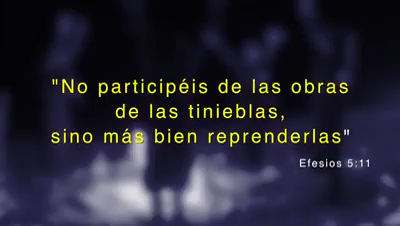 "No participéis de las obras
de las tinieblas,
sino más bien reprenderlas"
Efesios 5:11